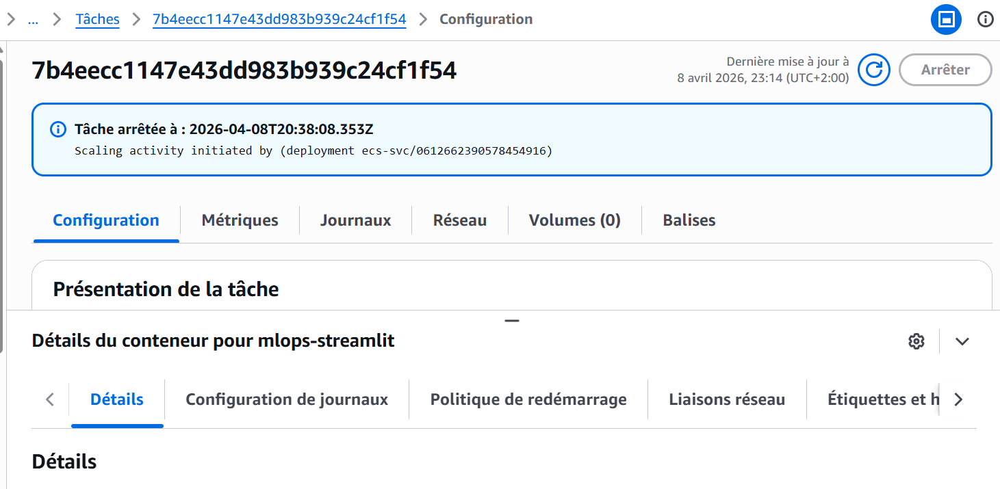 ... Tâches 7b4eecc1147e43dd983b939c24cf1f54 Configuration
7b4eecc1147e43dd983b939c24cf1f54
Dernière mise à jour à
8 avril 2026, 23:14 (UTC+2:00)
Arrêter
Tâche arrêtée à : 2026-04-08T20:38:08.353Z
Scaling activity initiated by (deployment ecs-svc/0612662390578454916)
Configuration Métriques Journaux Réseau Volumes (0) Balises
Présentation de la tâche
Détails du conteneur pour mlops-streamlit
Détails Configuration de journaux Politique de redémarrage Liaisons réseau Étiquettes et h
Détails